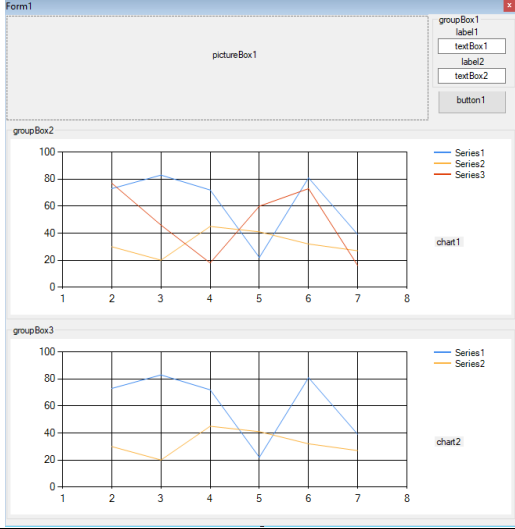 Form1
x
pictureBox1
groupBox1
label1
textBox1
label2
textBox2
button1
groupBox2
100
80
60
40
20
0
1 2 3 4 5 6 7 8
Series1
Series2
Series3
chart1
groupBox3
100
80
60
40
20
0
1 2 3 4 5 6 7 8
Series1
Series2
chart2